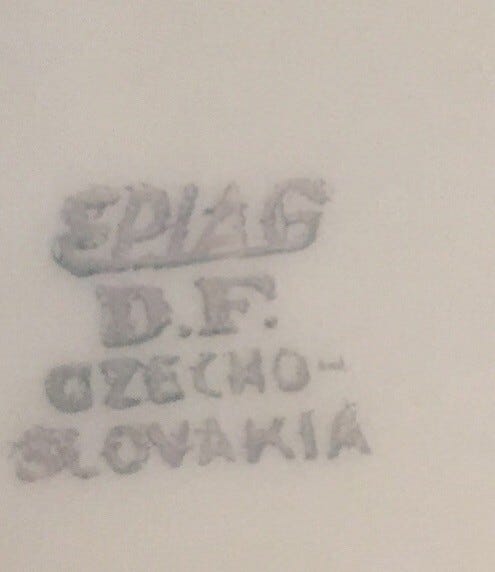 EPIAG
D.F.
CZECHO-
SLOVAKIA